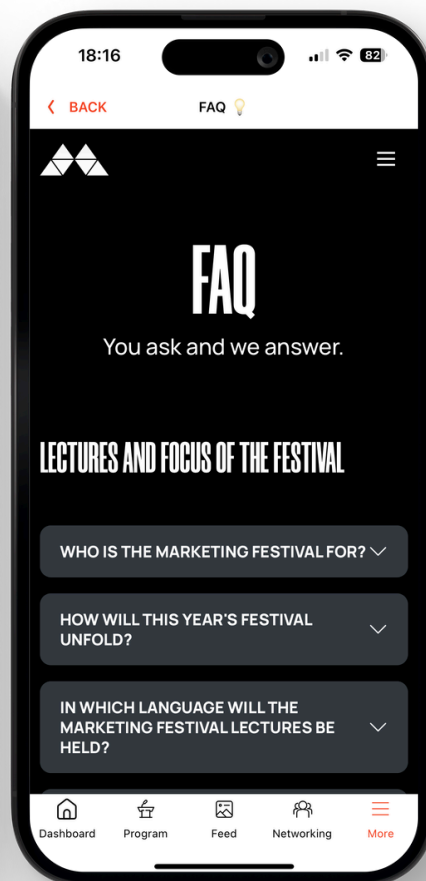 18:16
82
BACK
FAQ 💡
FAQ
You ask and we answer.
LECTURES AND FOCUS OF THE FESTIVAL
WHO IS THE MARKETING FESTIVAL FOR?
HOW WILL THIS YEAR'S FESTIVAL
UNFOLD?
IN WHICH LANGUAGE WILL THE
MARKETING FESTIVAL LECTURES BE
HELD?
Dashboard
Program
Feed
Networking
More